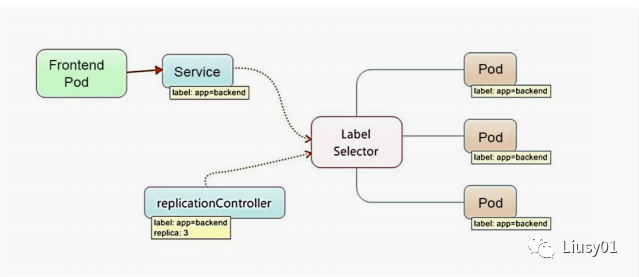 Frontend
Pod
Service
label: app=backend
Label
Selector
replicationController
label: app=backend
replica: 3
Pod
label: app=backend
Pod
label: app=backend
Pod
label: app=backend
Liusy01